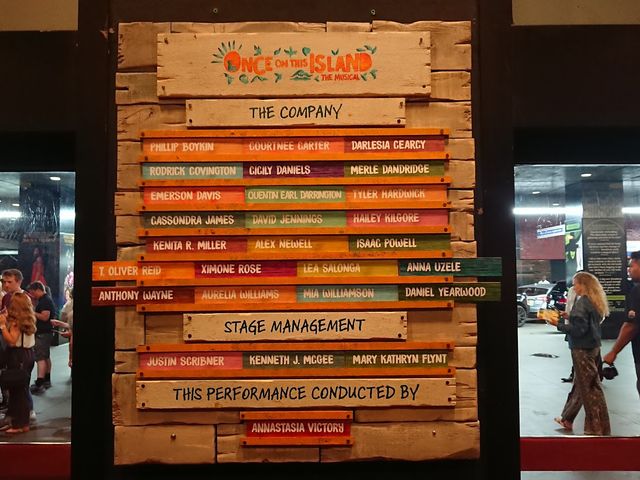 ONCE ON THIS ISLAND
THE MUSICAL
THE COMPANY
PHILLIP BOYKIN COURTNEE CARTER DARLESIA CEARCY
RODRICK COVINGTON CICILY DANIELS MERLE DANDRIDGE
EMERSON DAVIS QUENTIN EARL DARRINGTON TYLER HARDWICK
CASSONDRA JAMES DAVID JENNINGS HAILEY KILGORE
KENITA R. MILLER ALEX NEWELL ISAAC POWELL
T. OLIVER REID XIMONE ROSE LEA SALONGA ANNA UZELE
ANTHONY WAYNE AURELIA WILLIAMS MIA WILLIAMSON DANIEL YEARWOOD
STAGE MANAGEMENT
JUSTIN SCRIBNER KENNETH J. MCGEE MARY KATHRYN FLYNT
THIS PERFORMANCE CONDUCTED BY
ANNASTASIA VICTORY